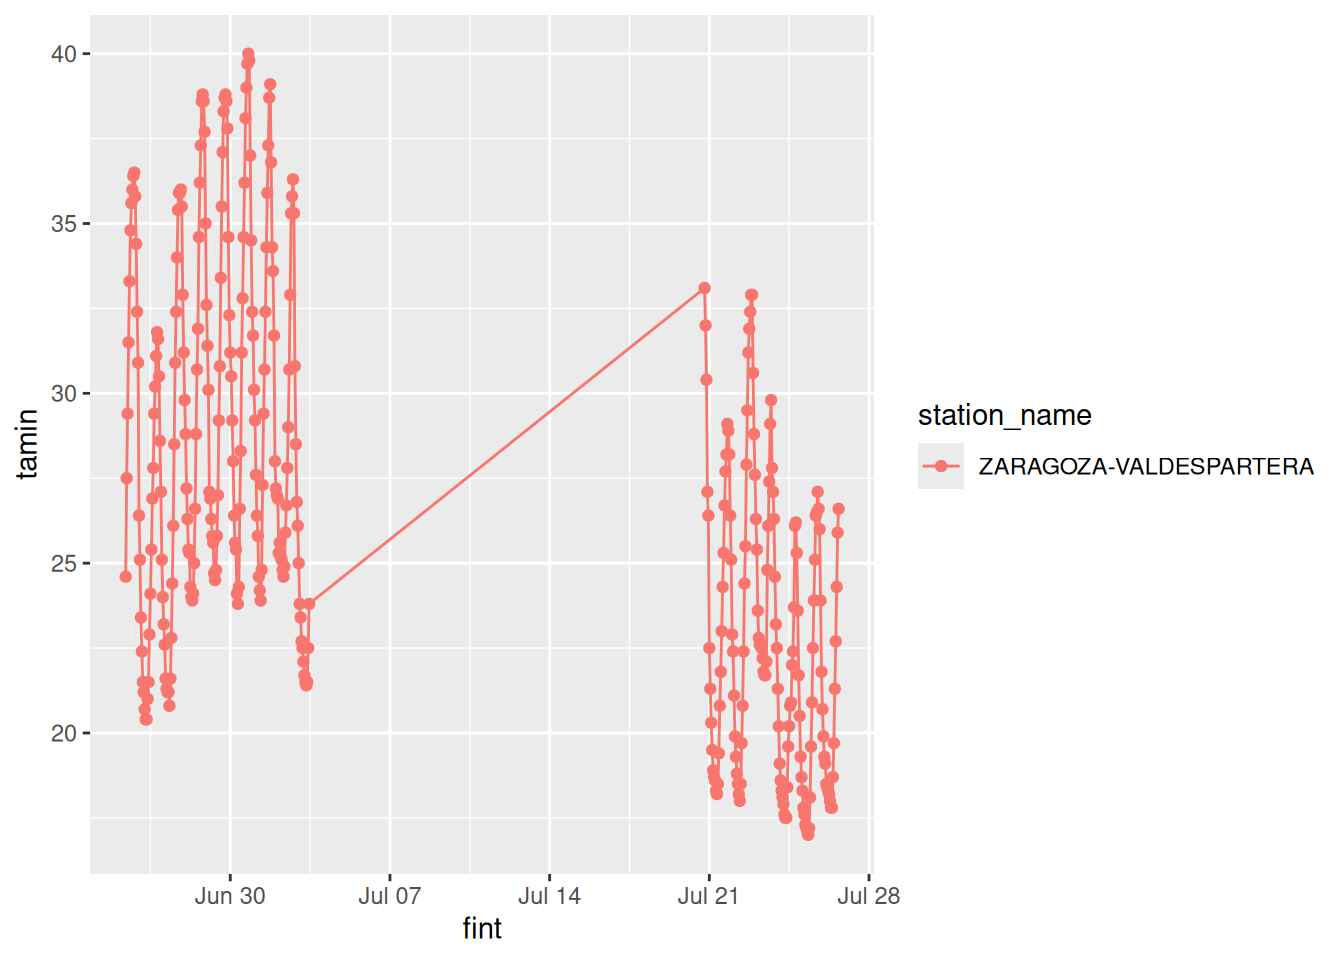 40
35
30
25
20
tamin
Jun 30
Jul 07
Jul 14
Jul 21
Jul 28
fint
station_name
ZARAGOZA-VALDESPARTERA